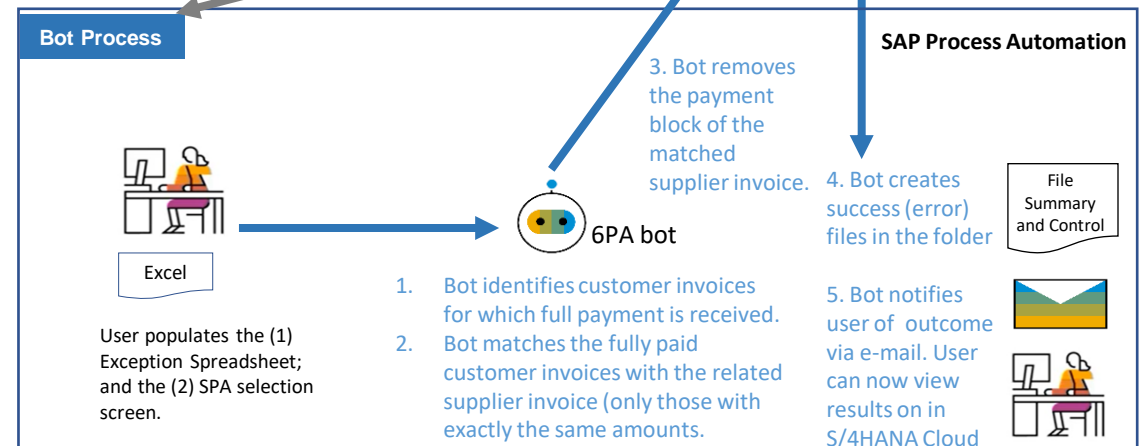 Bot Process
SAP Process Automation
3. Bot removes
the payment
block of the
matched
supplier invoice.
4. Bot creates
success (error)
files in the folder
File
Summary
and Control
6PA bot
Excel
User populates the (1)
Exception Spreadsheet;
and the (2) SPA selection
screen.
1. Bot identifies customer invoices
for which full payment is received.
2. Bot matches the fully paid
customer invoices with the related
supplier invoice (only those with
exactly the same amounts.
5. Bot notifies
user of outcome
via e-mail. User
can now view
results on in
S/4HANA Cloud